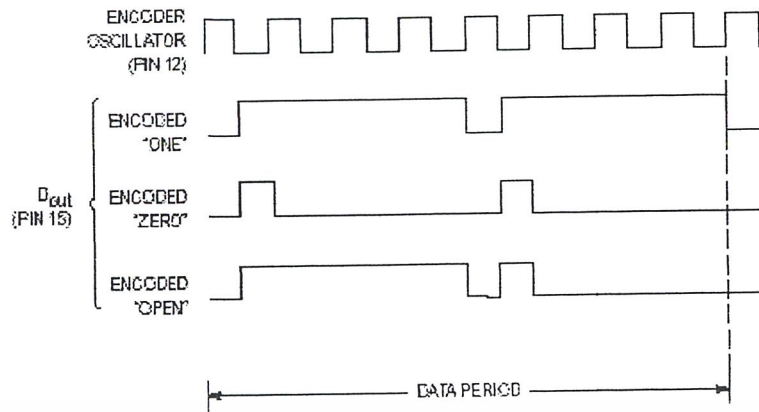 ENCODER
OSCILLATOR
(PIN 12)
ENCODED
"ONE"
Dout
(PIN 15)
ENCODED
"ZERO"
ENCODED
"OPEN"
DATA PERIOD